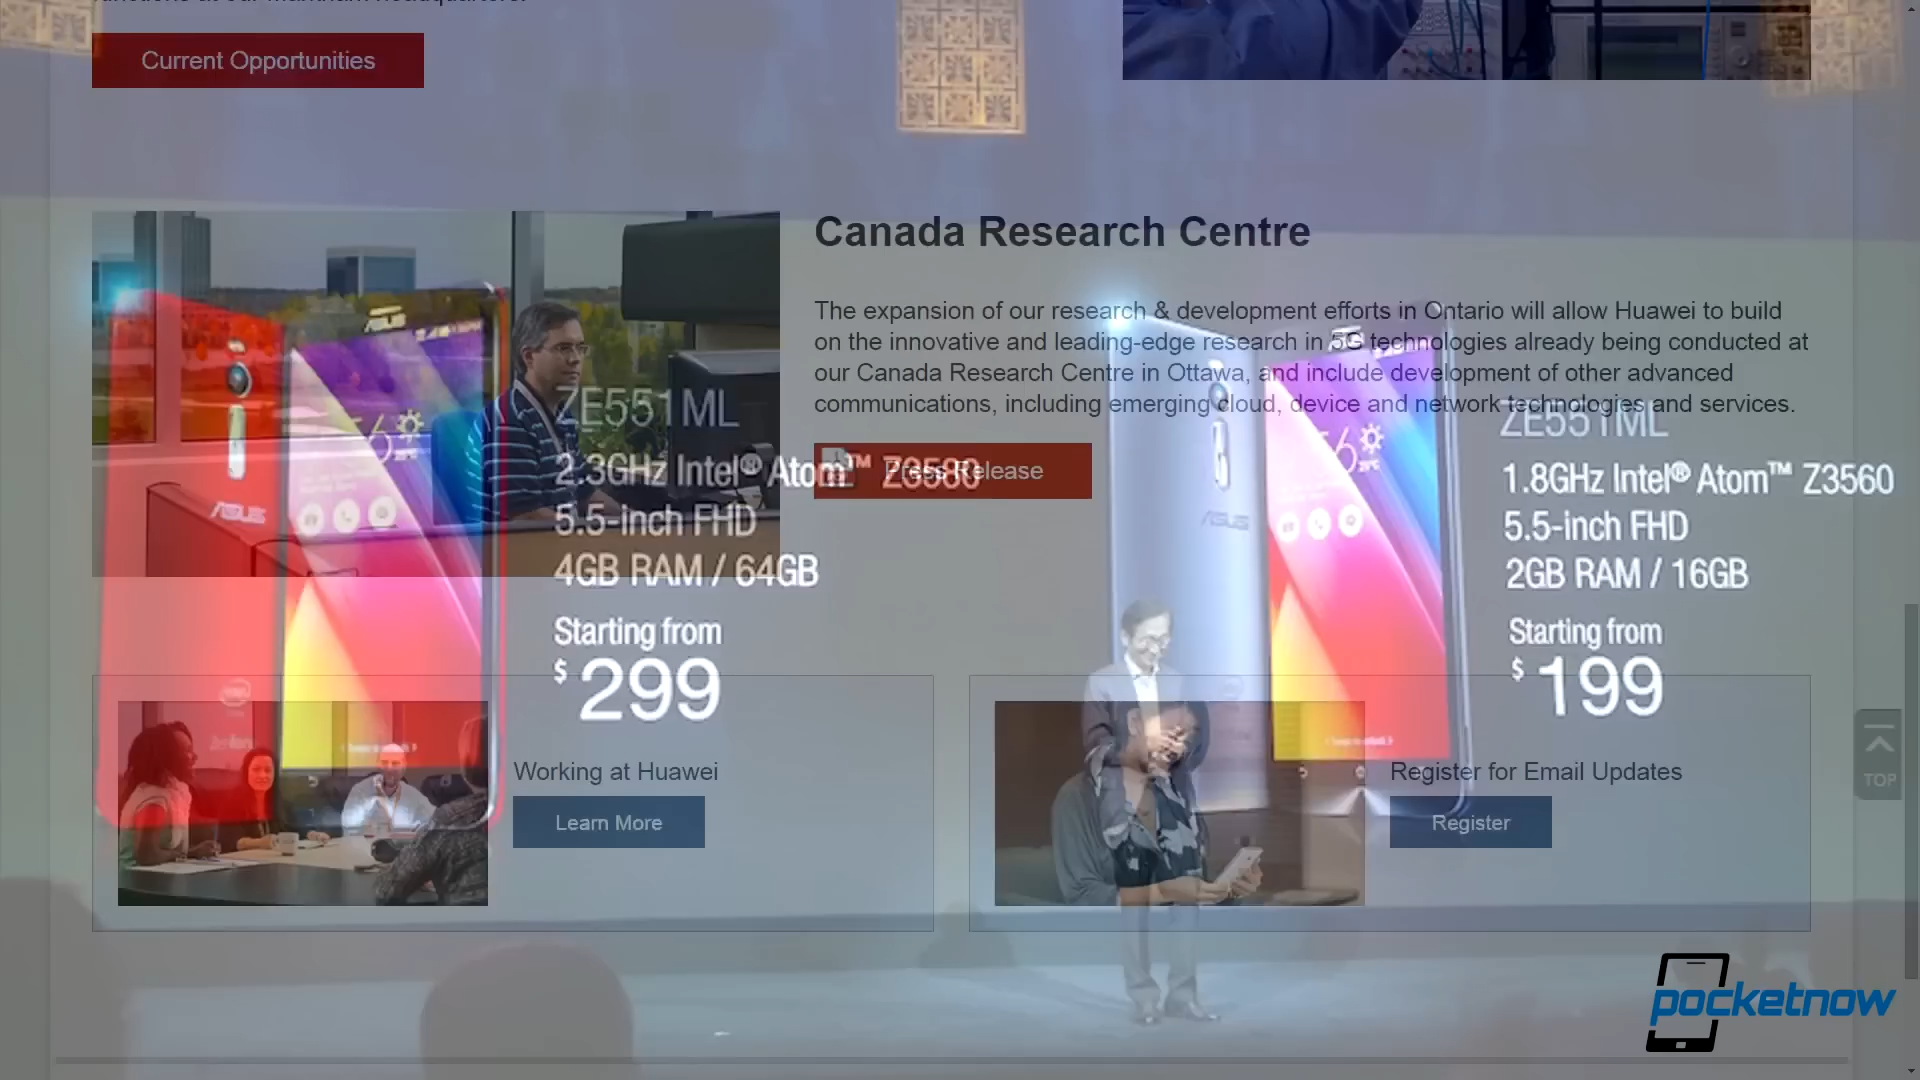 Current Opportunities
Canada Research Centre
The expansion of our research & development efforts in Ontario will allow Huawei to build
on the innovative and leading-edge research in 5G technologies already being conducted at
our Canada Research Centre in Ottawa, and include development of other advanced
communications, including emerging cloud, device and network technologies and services.
Press Release
ASUS
ASUS
ZE551ML
2.3GHz Intel® Atom™ Z3580
5.5-inch FHD
4GB RAM / 64GB
Starting from
$299
ASUS
ZE551ML
1.8GHz Intel® Atom™ Z3560
5.5-inch FHD
2GB RAM / 16GB
Starting from
$199
Working at Huawei
Learn More
Register for Email Updates
Register
TOP
pocketnow